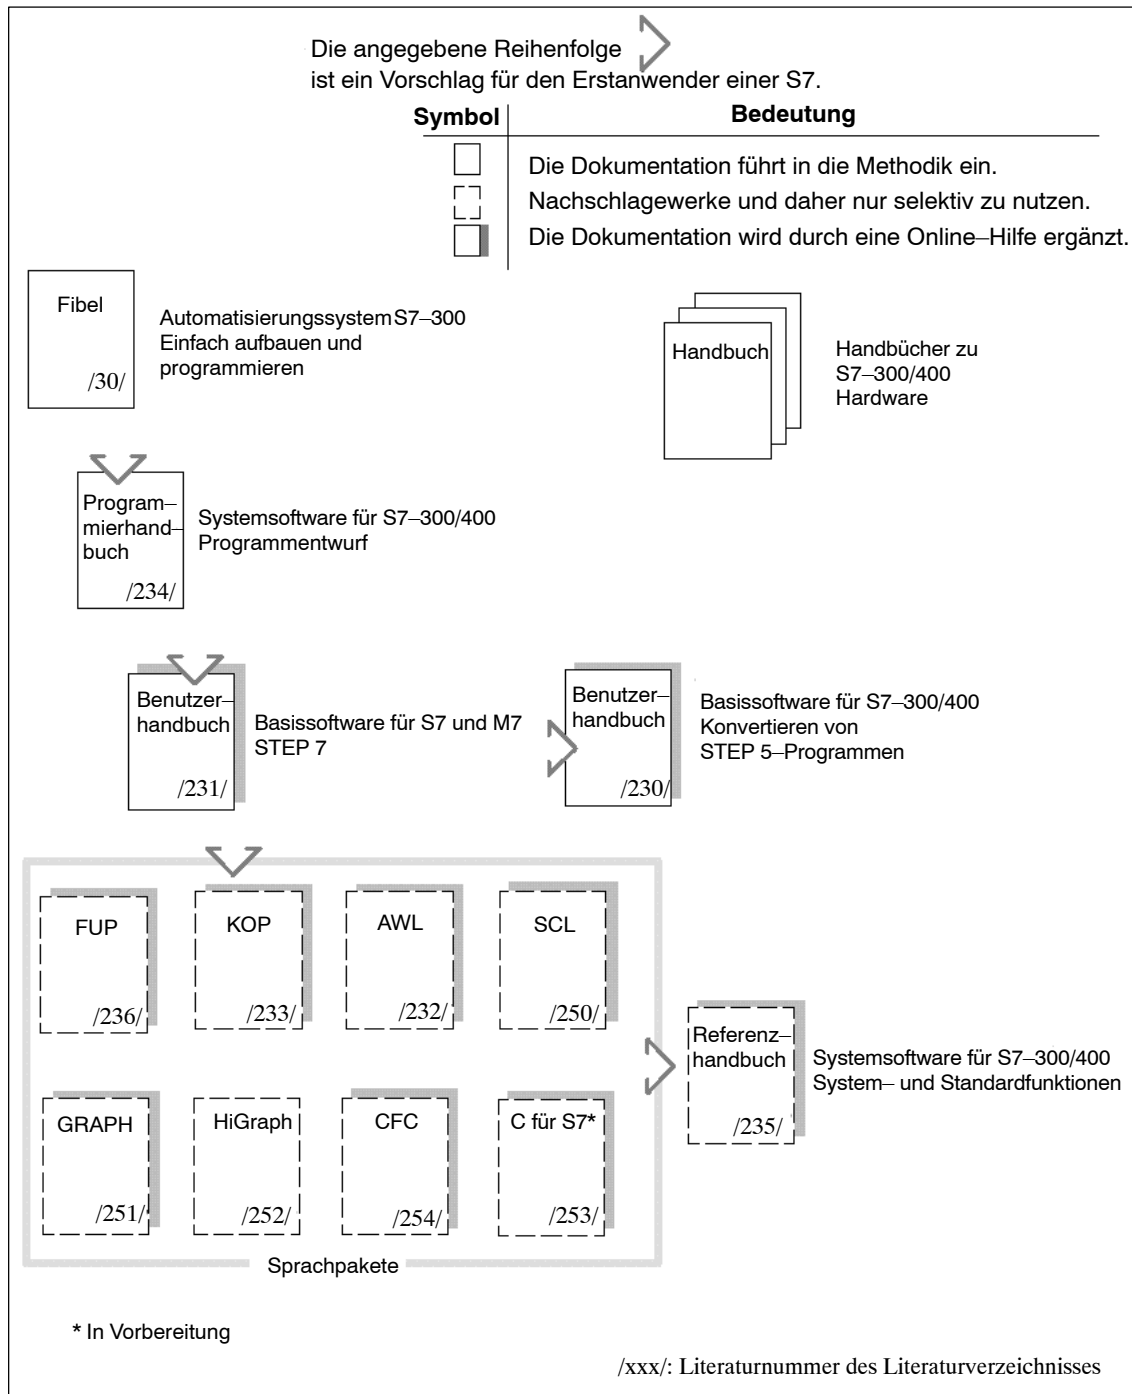 Die angegebene Reihenfolge
ist ein Vorschlag für den Erstanwender einer S7.
Symbol Bedeutung
Die Dokumentation führt in die Methodik ein.
Nachschlagewerke und daher nur selektiv zu nutzen.
Die Dokumentation wird durch eine Online–Hilfe ergänzt.
Fibel
/30/
Automatisierungssystem S7–300
Einfach aufbauen und
programmieren
Handbuch
Handbücher zu
S7–300/400
Hardware
Program–
mierhand–
buch
/234/
Systemsoftware für S7–300/400
Programmentwurf
Benutzer–
handbuch
/231/
Basissoftware für S7 und M7
STEP 7
Benutzer–
handbuch
/230/
Basissoftware für S7–300/400
Konvertieren von
STEP 5–Programmen
FUP
/236/
KOP
/233/
AWL
/232/
SCL
/250/
GRAPH
/251/
HiGraph
/252/
CFC
/254/
C für S7*
/253/
Sprachpakete
Referenz–
handbuch
/235/
Systemsoftware für S7–300/400
System– und Standardfunktionen
* In Vorbereitung
/xxx/: Literaturnummer des Literaturverzeichnisses